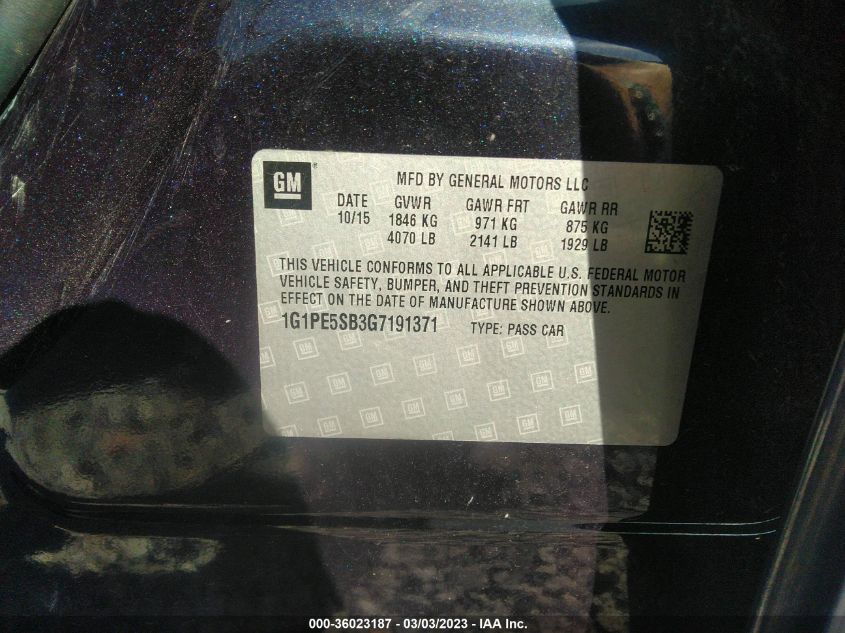 GM ®
MFD BY GENERAL MOTORS LLC
DATE GVWR GAWR FRT GAWR RR
10/15 1846 KG 971 KG 875 KG
4070 LB 2141 LB 1929 LB
THIS VEHICLE CONFORMS TO ALL APPLICABLE U.S. FEDERAL MOTOR
VEHICLE SAFETY, BUMPER, AND THEFT PREVENTION STANDARDS IN
EFFECT ON THE DATE OF MANUFACTURE SHOWN ABOVE.
1G1PE5SB3G7191371 TYPE: PASS CAR
000-36023187 - 03/03/2023 - IAA Inc.